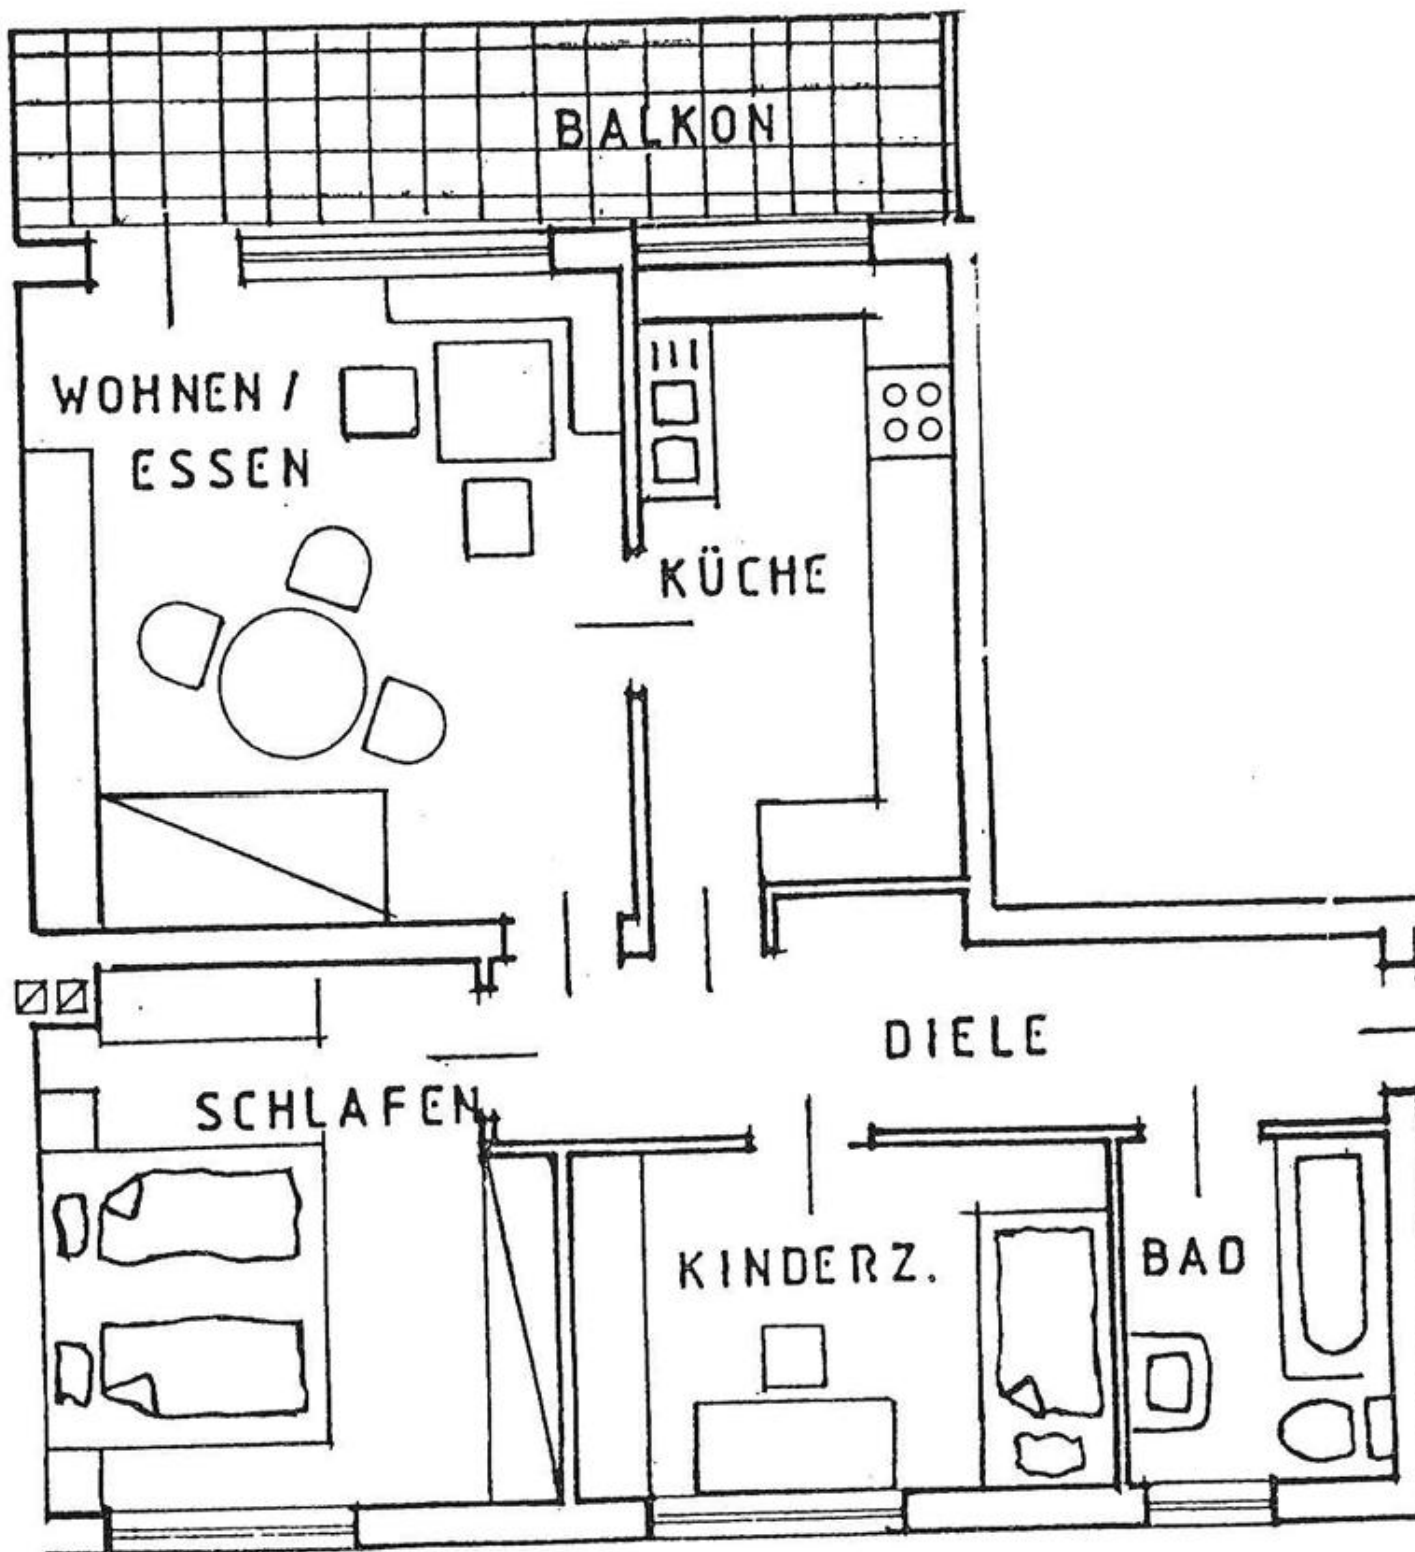 BALKON
WOHNEN /
ESSEN
KÜCHE
DIELE
SCHLAFEN
KINDERZ.
BAD